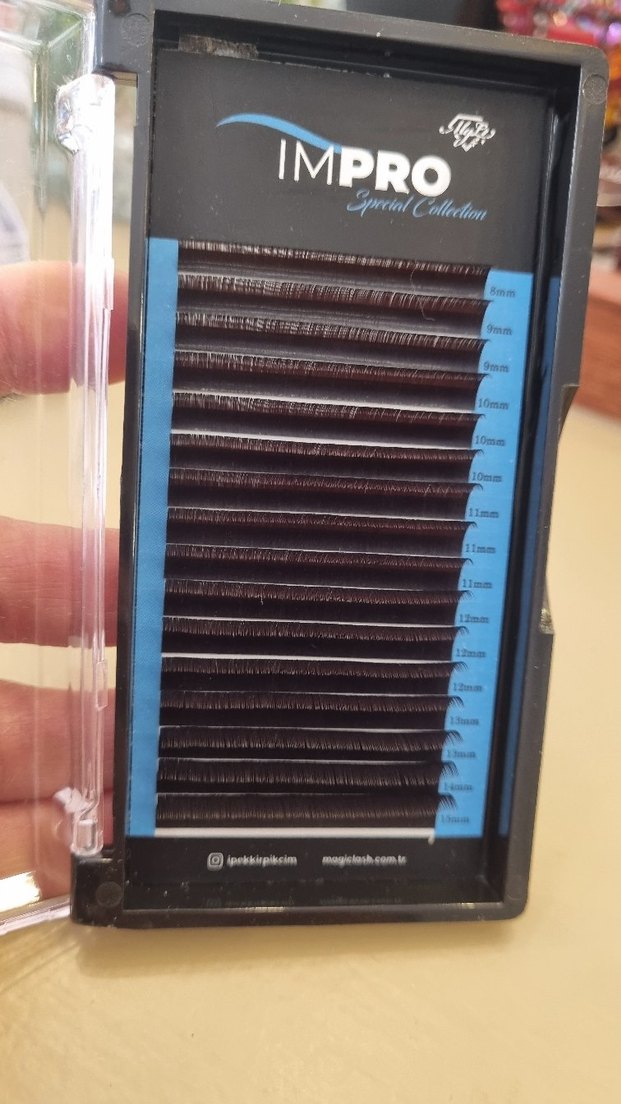 IMPRO
Special Collection
8mm
9mm
9mm
10mm
10mm
10mm
11mm
11mm
11mm
12mm
12mm
12mm
13mm
13mm
14mm
15mm
ipekkirpikcim magiclash.com.tr